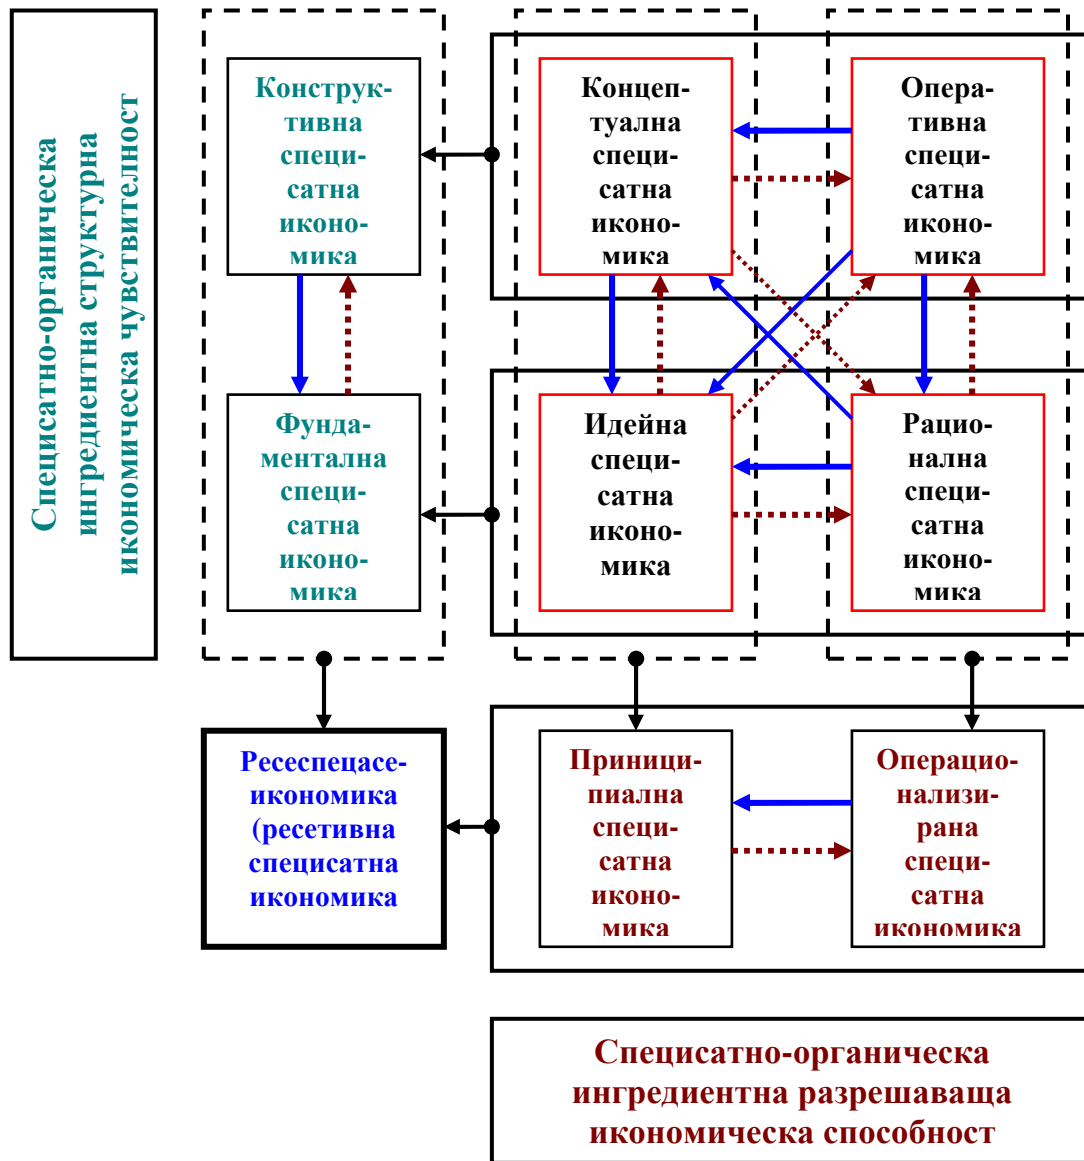 Специсатно-органическа
ингредиентна структурна
икономическа чувствителност
Конструк-
тивна
специ-
сатна
иконо-
мика
Концеп-
туална
специ-
сатна
иконо-
мика
Опера-
тивна
специ-
сатна
иконо-
мика
Фунда-
ментална
специ-
сатна
иконо-
мика
Идейна
специ-
сатна
иконо-
мика
Рацио-
нална
специ-
сатна
иконо-
мика
Ресеспецасе-
икономика
(ресетивна
специсатна
икономика
Приници-
пиална
специ-
сатна
иконо-
мика
Операцио-
нализи-
рана
специ-
сатна
икономика
Специсатно-органическа
ингредиентна разрешаваща
икономическа способност